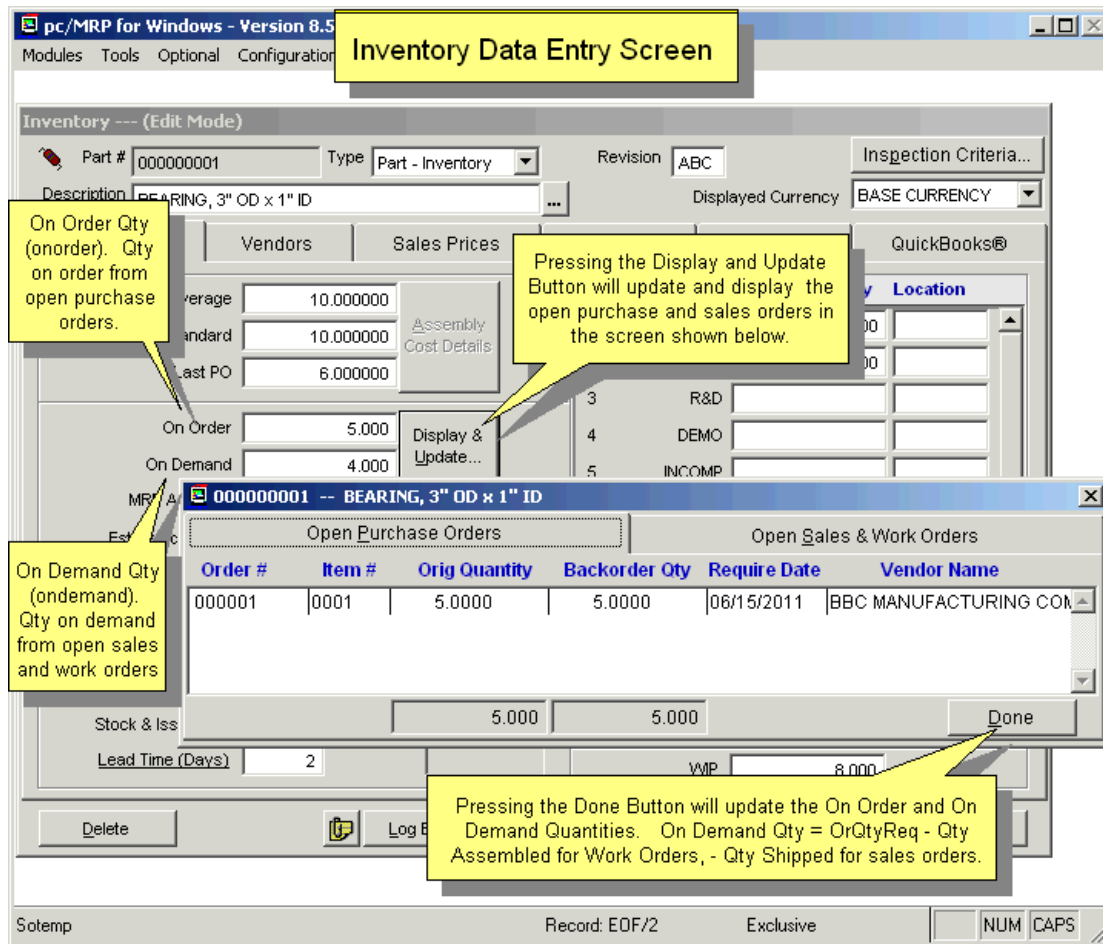 pc/MRP for Windows - Version 8.5
Inventory Data Entry Screen
Modules Tools Optional Configuration
Inventory --- (Edit Mode)
Part # 000000001 Type Part - Inventory Revision ABC Inspection Criteria...
Description BEARING, 3" OD x 1" ID ... Displayed Currency BASE CURRENCY
On Order Qty
(onorder). Qty
on order from
open purchase
orders.
Vendors Sales Prices QuickBooks®
Pressing the Display and Update
Button will update and display the
open purchase and sales orders in
the screen shown below.
Location
10.000000
10.000000
Assembly
Cost Details
Last PO 6.000000
3 R&D
On Order 5.000
Display &
Update...
4 DEMO
On Demand 4.000
5 INCOMP
000000001 -- BEARING, 3" OD x 1" ID
Open Purchase Orders Open Sales & Work Orders
Order # Item # Orig Quantity Backorder Qty Require Date Vendor Name
000001 0001 5.0000 5.0000 06/15/2011 BBC MANUFACTURING COM
On Demand Qty
(ondemand).
Qty on demand
from open sales
and work orders
5.000 5.000 Done
Stock & Iss
Lead Time (Days) 2
WIP 8.000
Pressing the Done Button will update the On Order and On
Demand Quantities. On Demand Qty = OrQtyReq - Qty
Assembled for Work Orders, - Qty Shipped for sales orders.
Delete Log E
Sotemp Record: EOF/2 Exclusive NUM CAPS